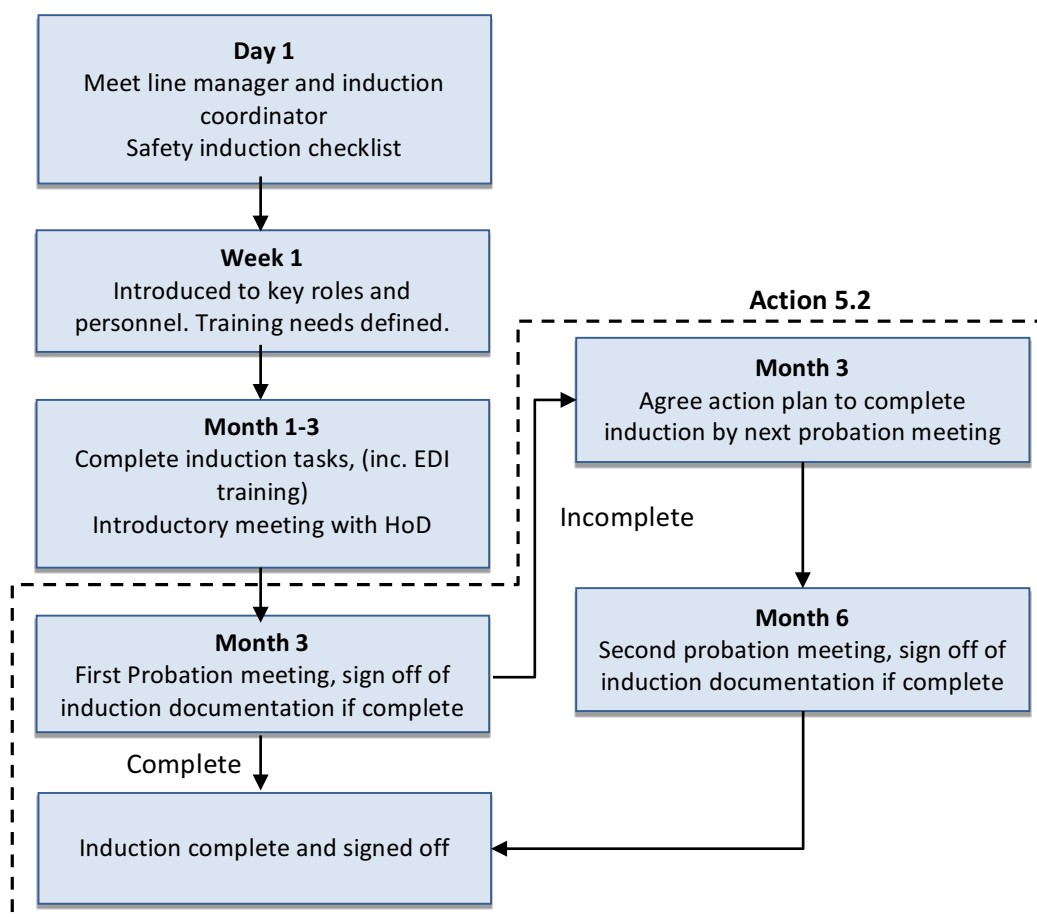 Day 1
Meet line manager and induction
coordinator
Safety induction checklist
Week 1
Introduced to key roles and
personnel. Training needs defined.
Month 1-3
Complete induction tasks, (inc. EDI
training)
Introductory meeting with HoD
Month 3
First Probation meeting, sign off of
induction documentation if complete
Complete
Induction complete and signed off
Action 5.2
Month 3
Agree action plan to complete
induction by next probation meeting
Incomplete
Month 6
Second probation meeting, sign off of
induction documentation if complete